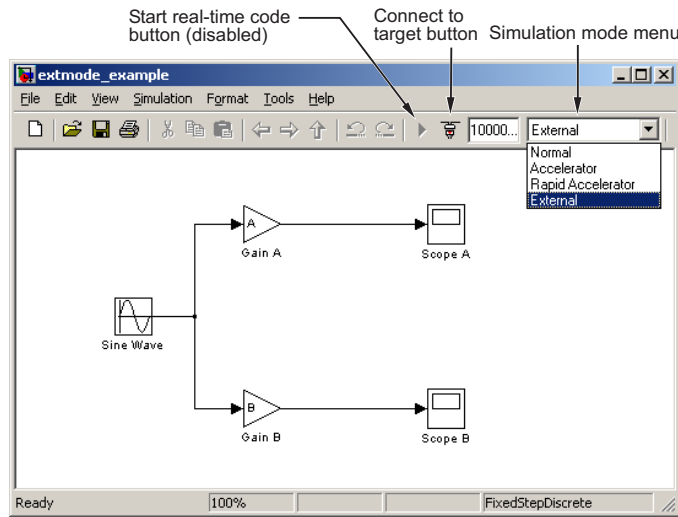 Start real-time code
button (disabled)
Connect to
target button
Simulation mode menu
extmode_example
File Edit View Simulation Format Tools Help
10000... External
Normal
Accelerator
Rapid Accelerator
External
A
Gain A
Scope A
Sine Wave
B
Gain B
Scope B
Ready 100% FixedStepDiscrete